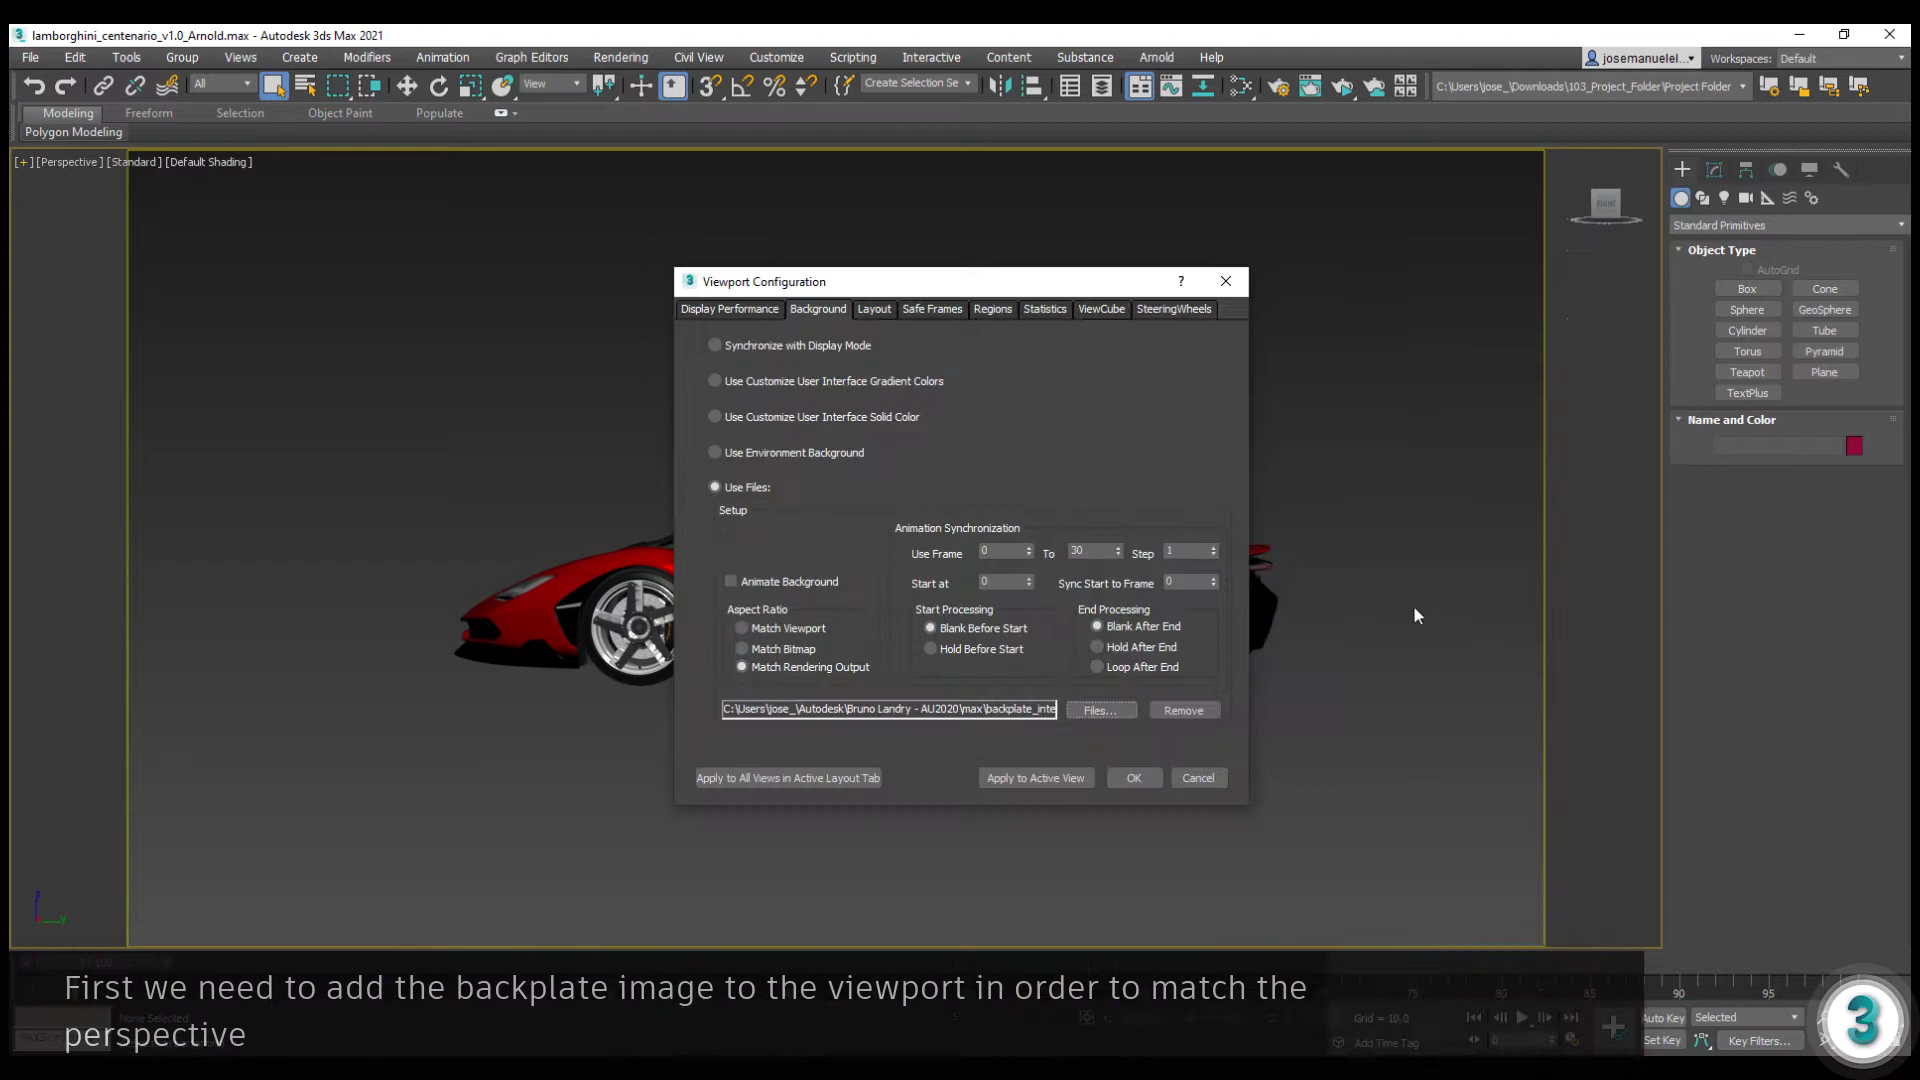 lamborghini_centenario_v1.0_Arnold.max - Autodesk 3ds Max 2021
File Edit Tools Group Views Create Modifiers Animation Graph Editors Rendering Civil View Customize Scripting Interactive Content Substance Arnold Help
josemanuelel... Workspaces: Default
All View Create Selection Se C:\Users\jose_\Downloads\103_Project_Folder\Project Folder
Modeling Freeform Selection Object Paint Populate
Polygon Modeling
[+] [Perspective] [Standard] [Default Shading]
RIGHT
Standard Primitives
Object Type
AutoGrid
Box Cone
Sphere GeoSphere
Cylinder Tube
Torus Pyramid
Teapot Plane
TextPlus
Name and Color
Viewport Configuration
Display Performance Background Layout Safe Frames Regions Statistics ViewCube SteeringWheels
Synchronize with Display Mode
Use Customize User Interface Gradient Colors
Use Customize User Interface Solid Color
Use Environment Background
Use Files:
Setup
Animation Synchronization
Use Frame 0 To 30 Step 1
Animate Background
Start at 0 Sync Start to Frame 0
Aspect Ratio
Match Viewport
Match Bitmap
Match Rendering Output
Start Processing
Blank Before Start
Hold Before Start
End Processing
Blank After End
Hold After End
Loop After End
C:\Users\jose_\Autodesk\Bruno Landry - AU2020\max\backplate_inte
Files... Remove
Apply to All Views in Active Layout Tab Apply to Active View OK Cancel
z
y
First we need to add the backplate image to the viewport in order to match the
perspective
None Selected
75 80 85 90 95
Grid = 10.0
Add Time Tag
0
Auto Key Selected
Set Key Key Filters...
3